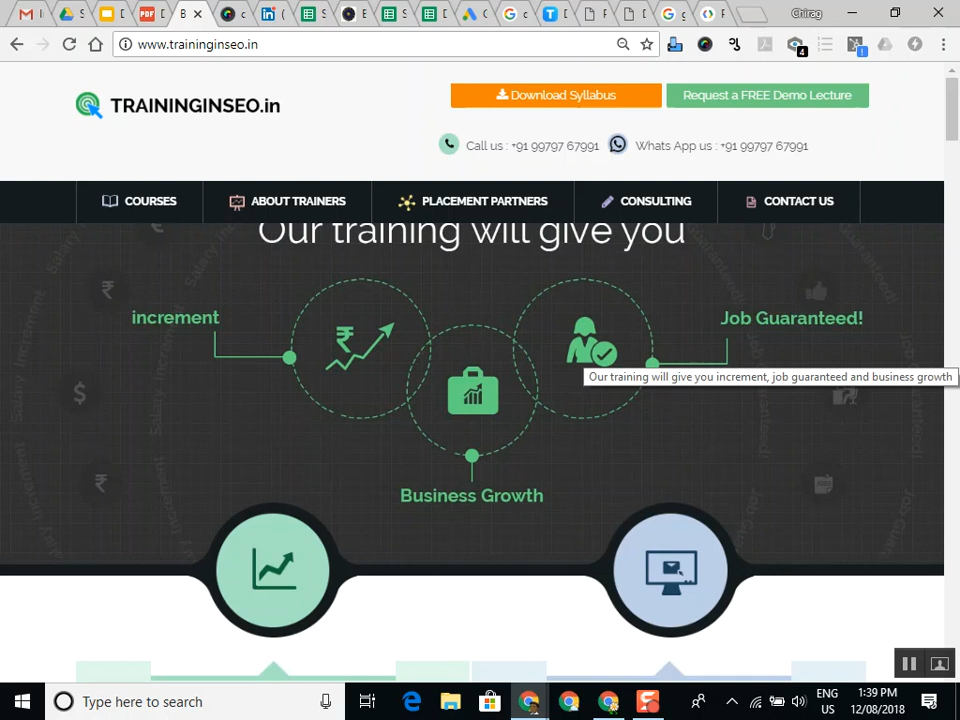 Chirag
www.traininginseo.in
4
TRAININGINSEO.in
Download Syllabus
Request a FREE Demo Lecture
Call us : +91 99797 67991
Whats App us : +91 99797 67991
COURSES
ABOUT TRAINERS
PLACEMENT PARTNERS
CONSULTING
CONTACT US
Our training will give you
increment
Job Guaranteed!
Our training will give you increment, job guaranteed and business growth
Business Growth
Type here to search
ENG
US
1:39 PM
12/08/2018